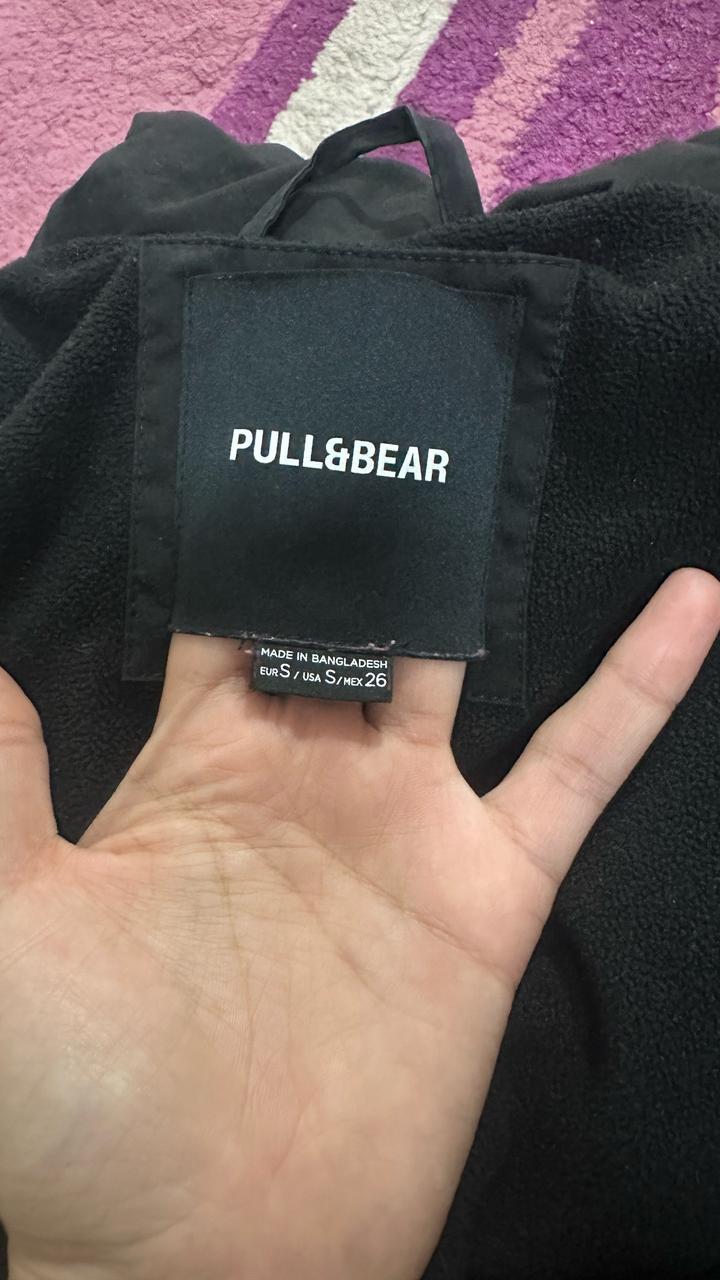 PULL&BEAR
MADE IN BANGLADESH
EUR S / USA S / MEX 26